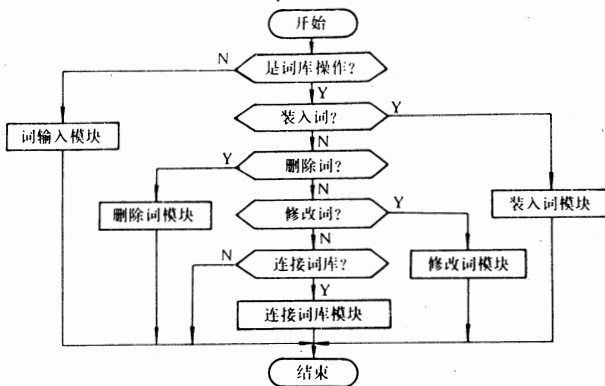 开始
N
是词库操作?
Y
装入词?
Y
词输入模块
N
Y
删除词?
N
删除词模块
修改词?
Y
装入词模块
N
N
连接词库?
修改词模块
Y
连接词库模块
结束